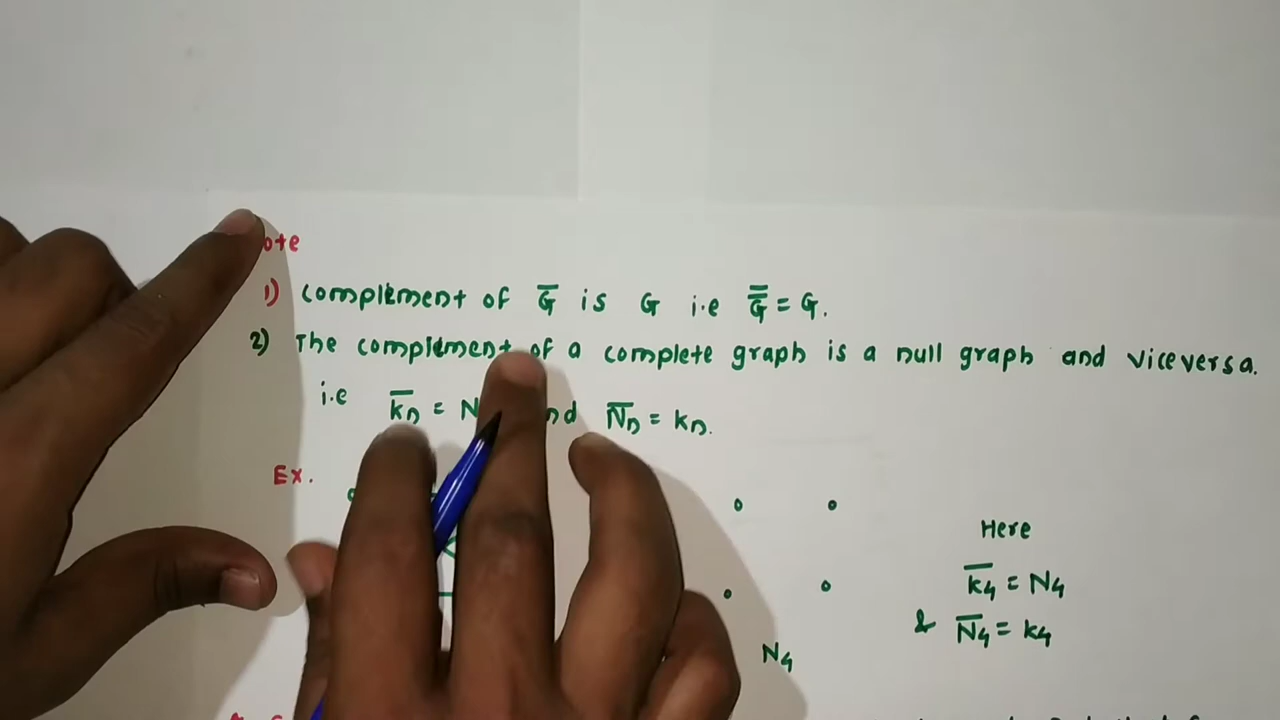 ote
1) complement of G̅ is G i.e G̿ = G.
2) The complement of a complete graph is a null graph and viceversa.
i.e K̅n = N nd N̅n = Kn.
Ex.
Here
K̅4 = N4
& N̅4 = K4
N4